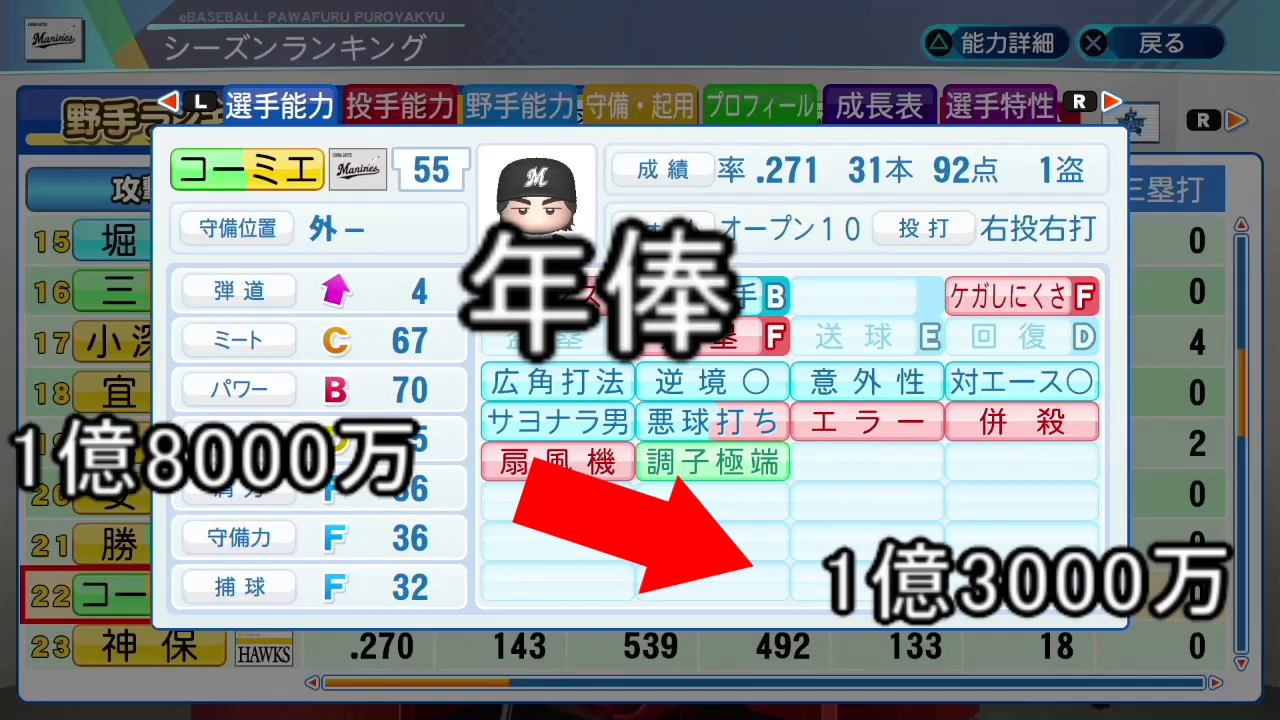 eBASEBALL PAWAFURU PUROYAKYU
Marines シーズンランキング 能力詳細 戻る
L 選手能力 投手能力 野手能力 守備・起用 プロフィール 成長表 選手特性 R R
コーミエ Marines 55 成績 率.271 31本 92点 1盗
三塁打
守備位置 外ー オープン10 投打 右投右打
年俸
15 堀 弾道 4 手B ケガしにくさF 0
16 三 ミート C 67 F 送球E 回復D 0
17 小深 パワー B 70 広角打法 逆境○ 意外性 対エース○ 4
18 宜 サヨナラ男 悪球打ち エラー 併殺 0
1億8000万
扇風機 調子極端 2
20 F 36 0
21 勝 守備力 F 36
22 コー 捕球 F 32
1億3000万
23 神保 HAWKS .270 143 539 492 133 18 0